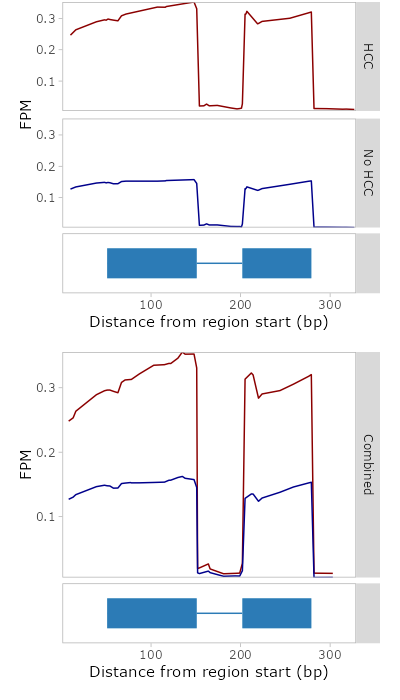 0.3
0.2
0.1
HCC
FPM
0.3
0.2
0.1
No HCC
100 200 300
Distance from region start (bp)
0.3
0.2
0.1
FPM
Combined
100 200 300
Distance from region start (bp)